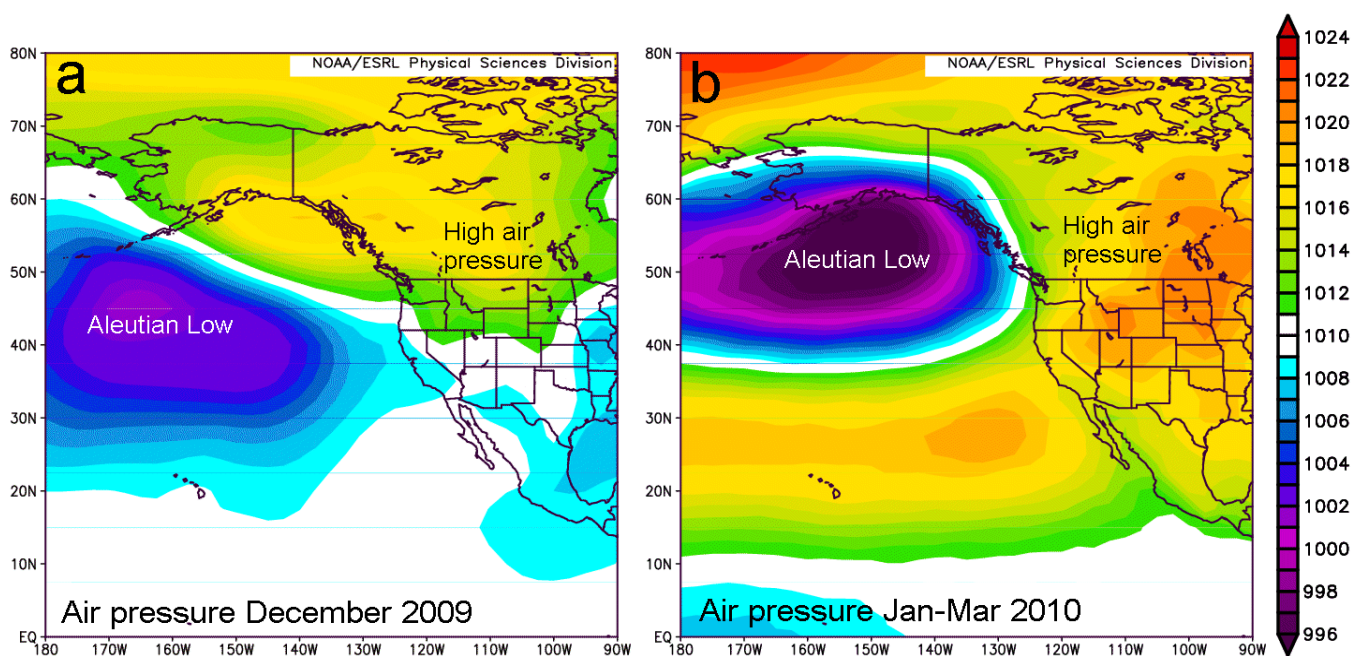 a
NOAA/ESRL Physical Sciences Division
80N
70N
60N
50N
40N
30N
20N
10N
EQ
High air
pressure
Aleutian Low
Air pressure December 2009
180 170W 160W 150W 140W 130W 120W 110W 100W 90W
b
NOAA/ESRL Physical Sciences Division
80N
70N
60N
50N
40N
30N
20N
10N
EQ
High air
pressure
Aleutian Low
Air pressure Jan-Mar 2010
180 170W 160W 150W 140W 130W 120W 110W 100W 90W
1024
1022
1020
1018
1016
1014
1012
1010
1008
1006
1004
1002
1000
998
996